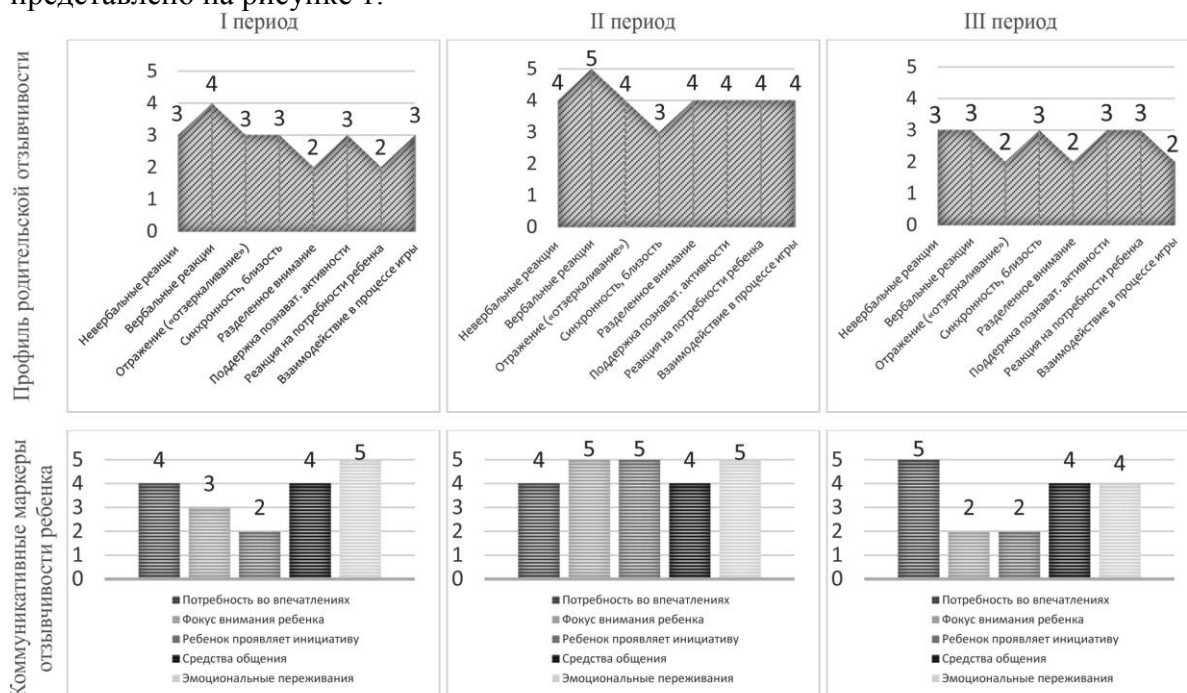 представлено на рисунке 1.
I период
II период
III период
Профиль родительской отзывчивости
5
4
3
2
1
0
3
4
3
3
2
3
2
3
Невербальные реакции
Вербальные реакции
Отражение («отзеркаливание»)
Синхронность, близость
Разделенное внимание
Поддержка познават. активности
Реакция на потребности ребенка
Взаимодействие в процессе игры
5
4
3
2
1
0
4
5
4
3
4
4
4
4
Невербальные реакции
Вербальные реакции
Отражение («отзеркаливание»)
Синхронность, близость
Разделенное внимание
Поддержка познават. активности
Реакция на потребности ребенка
Взаимодействие в процессе игры
5
4
3
2
1
0
3
3
2
3
2
3
3
2
Невербальные реакции
Вербальные реакции
Отражение («отзеркаливание»)
Синхронность, близость
Разделенное внимание
Поддержка познават. активности
Реакция на потребности ребенка
Взаимодействие в процессе игры
Коммуникативные маркеры
отзывчивости ребенка
5
4
3
2
1
0
4
3
2
4
5
Потребность во впечатлениях
Фокус внимания ребенка
Ребенок проявляет инициативу
Средства общения
Эмоциональные переживания
5
4
3
2
1
0
4
5
5
4
5
Потребность во впечатлениях
Фокус внимания ребенка
Ребенок проявляет инициативу
Средства общения
Эмоциональные переживания
5
4
3
2
1
0
5
2
2
4
4
Потребность во впечатлениях
Фокус внимания ребенка
Ребенок проявляет инициативу
Средства общения
Эмоциональные переживания